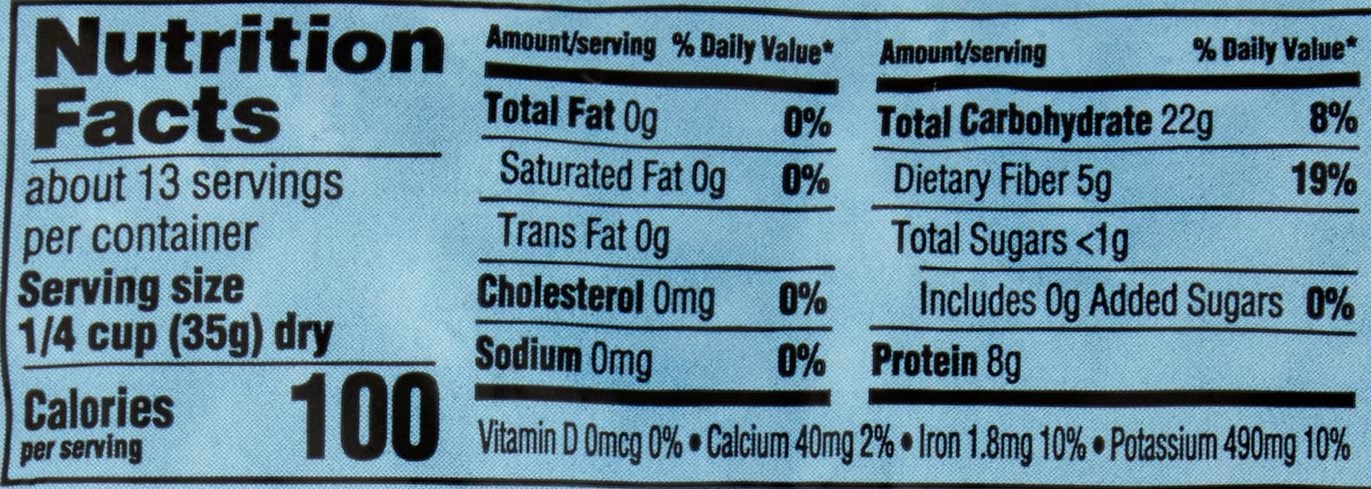 Nutrition
Facts
about 13 servings
per container
Serving size
1/4 cup (35g) dry
Calories 100
per serving
Amount/serving % Daily Value*
Total Fat 0g 0%
Saturated Fat 0g 0%
Trans Fat 0g
Cholesterol 0mg 0%
Sodium 0mg 0%
Amount/serving % Daily Value*
Total Carbohydrate 22g 8%
Dietary Fiber 5g 19%
Total Sugars <1g
Includes 0g Added Sugars 0%
Protein 8g
Vitamin D 0mcg 0% • Calcium 40mg 2% • Iron 1.8mg 10% • Potassium 490mg 10%